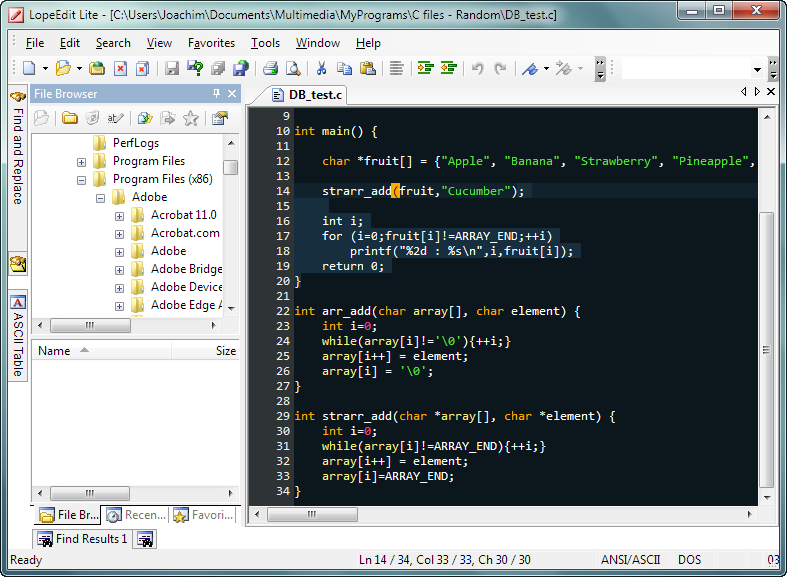 LopeEdit Lite - [C:\Users\Joachim\Documents\Multimedia\MyPrograms\C files - Random\DB_test.c]
File Edit Search View Favorites Tools Window Help
Find and Replace
ASCII Table
File Browser
PerfLogs
Program Files
Program Files (x86)
Adobe
Acrobat 11.0
Acrobat.com
Adobe
Adobe Bridge
Adobe Device
Adobe Edge A
Name Size
File Br... Recen... Favori...
DB_test.c
9
10 int main() {
11
12     char *fruit[] = {"Apple", "Banana", "Strawberry", "Pineapple",
13
14     strarr_add(fruit,"Cucumber");
15
16     int i;
17     for (i=0;fruit[i]!=ARRAY_END;++i)
18         printf("%2d : %s\n",i,fruit[i]);
19     return 0;
20 }
21
22 int arr_add(char array[], char element) {
23     int i=0;
24     while(array[i]!='\0'){++i;}
25     array[i++] = element;
26     array[i] = '\0';
27 }
28
29 int strarr_add(char *array[], char *element) {
30     int i=0;
31     while(array[i]!=ARRAY_END){++i;}
32     array[i++] = element;
33     array[i]=ARRAY_END;
34 }
Find Results 1
Ready Ln 14 / 34, Col 33 / 33, Ch 30 / 30 ANSI/ASCII DOS